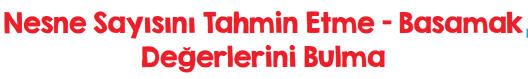 Nesne Sayısını Tahmin Etme - Basamak
Değerlerini Bulma